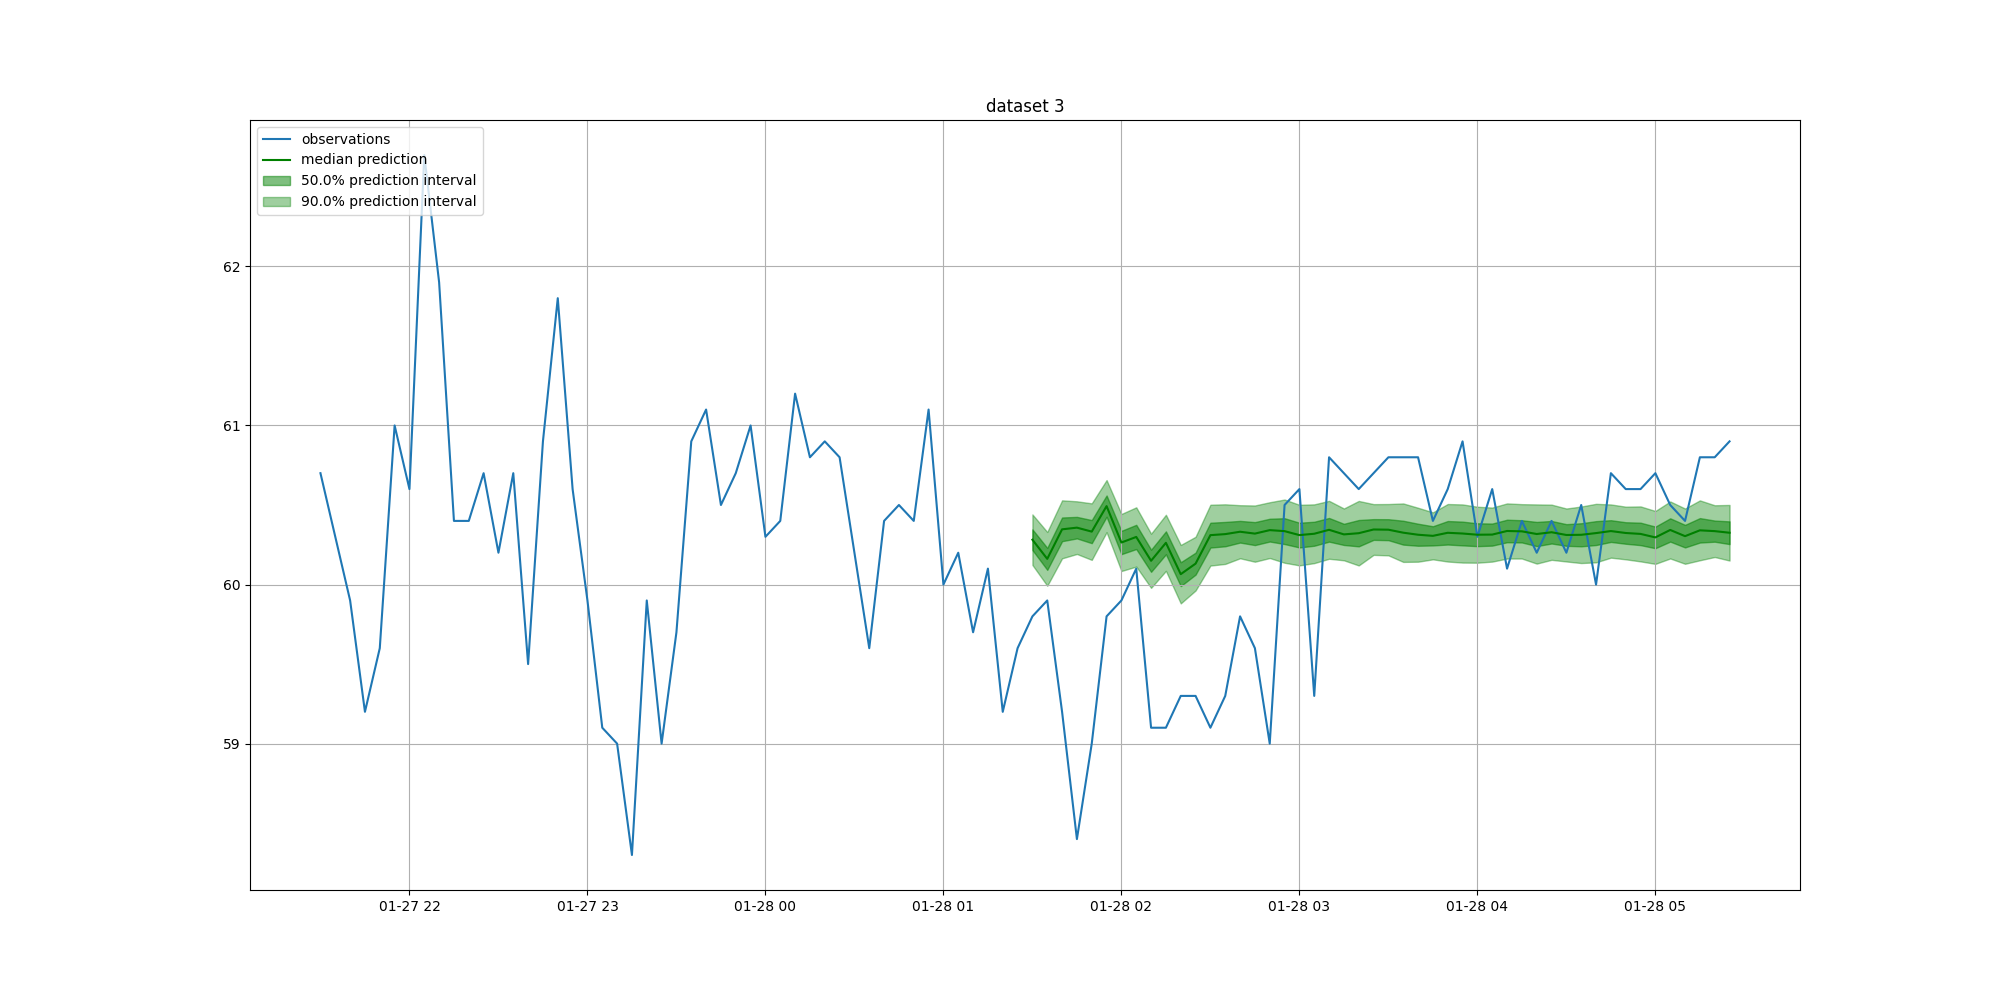 dataset 3
observations
median prediction
50.0% prediction interval
90.0% prediction interval
62
61
60
59
01-27 22
01-27 23
01-28 00
01-28 01
01-28 02
01-28 03
01-28 04
01-28 05